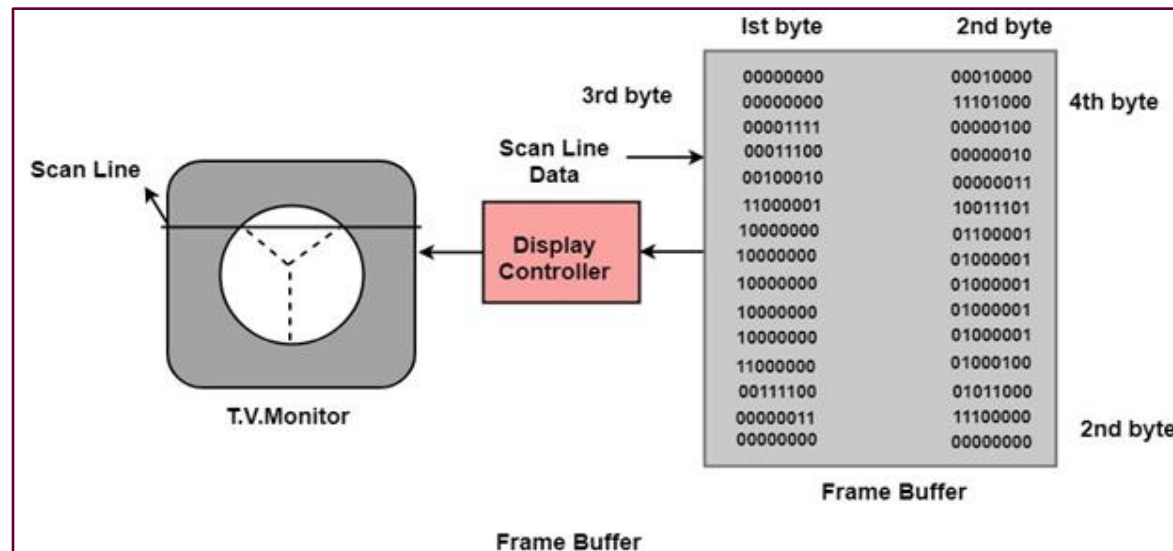 Ist byte 2nd byte
3rd byte
00000000 00010000
00000000 11101000
4th byte
00001111 00000100
Scan Line
Data
00011100 00000010
00100010 00000011
11000001 10011101
10000000 01100001
10000000 01000001
10000000 01000001
10000000 01000001
10000000 01000001
11000000 01000100
00111100 01011000
00000011 11100000
00000000 00000000
2nd byte
Scan Line
Display
Controller
T.V.Monitor
Frame Buffer
Frame Buffer